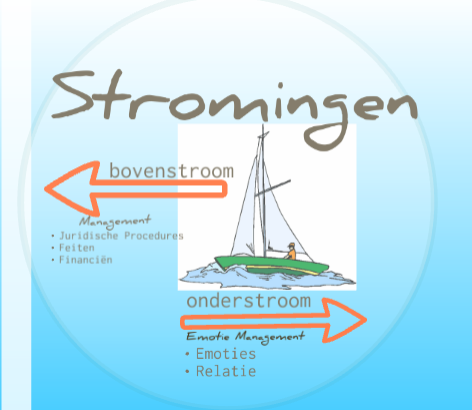 Stromingen
bovenstroom
Management
• Juridische Procedures
• Feiten
• Financiën
onderstroom
Emotie Management
• Emoties
• Relatie